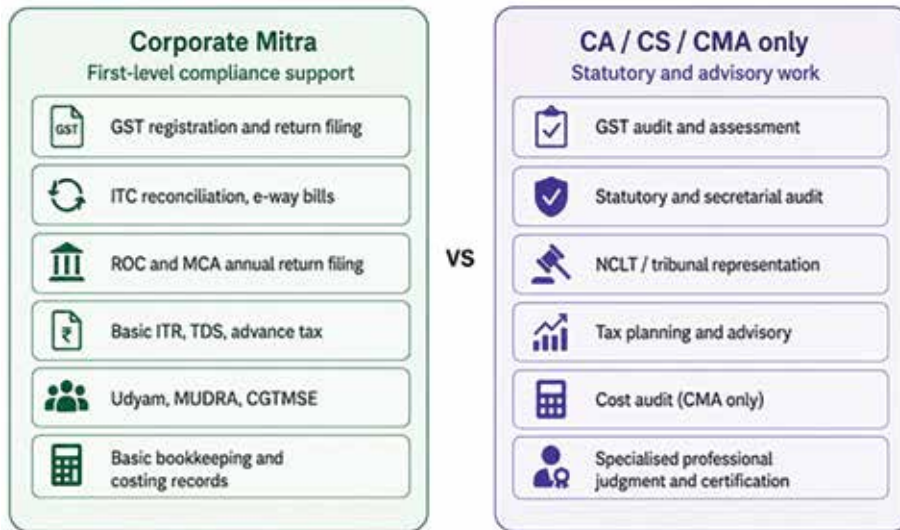 Corporate Mitra
First-level compliance support
GST
GST registration and return filing
ITC reconciliation, e-way bills
ROC and MCA annual return filing
₹
Basic ITR, TDS, advance tax
Udyam, MUDRA, CGTMSE
Basic bookkeeping and
costing records
VS
CA / CS / CMA only
Statutory and advisory work
GST audit and assessment
Statutory and secretarial audit
NCLT / tribunal representation
Tax planning and advisory
Cost audit (CMA only)
Specialised professional
judgment and certification